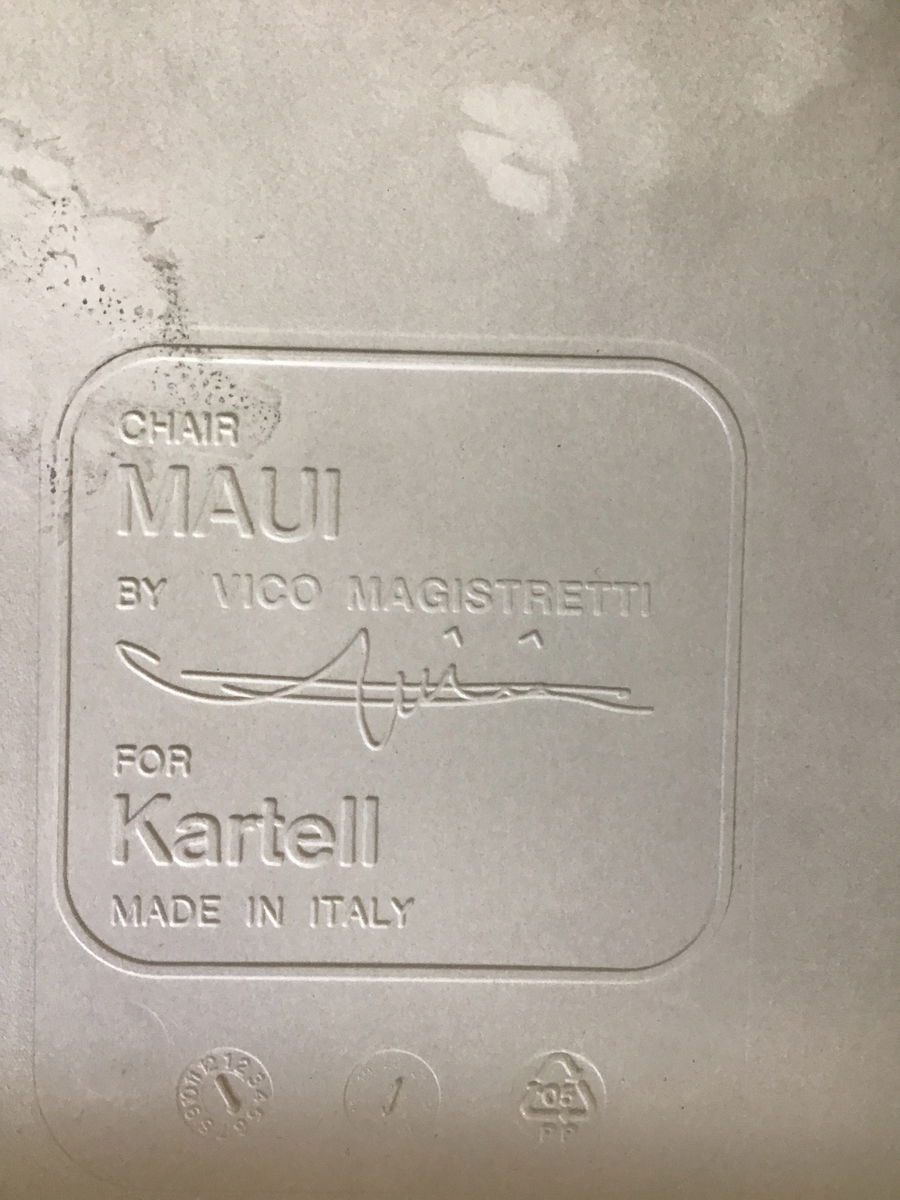 CHAIR
MAUI
BY VICO MAGISTRETTI
FOR
Kartell
MADE IN ITALY
05
PP